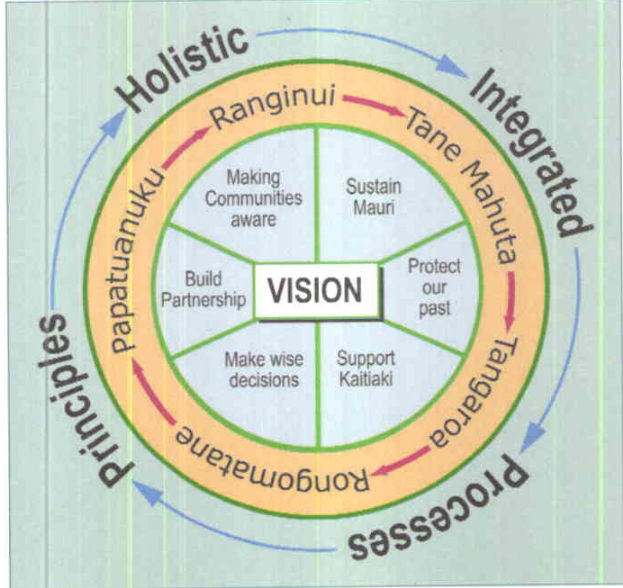 Holistic
Integrated
Processes
Principles
Ranginui
Tane Mahuta
Tangaroa
Rongomatane
Papatuanuku
Making
Communities
aware
Sustain
Mauri
Protect
our
past
Support
Kaitiaki
Make wise
decisions
Build
Partnership
VISION